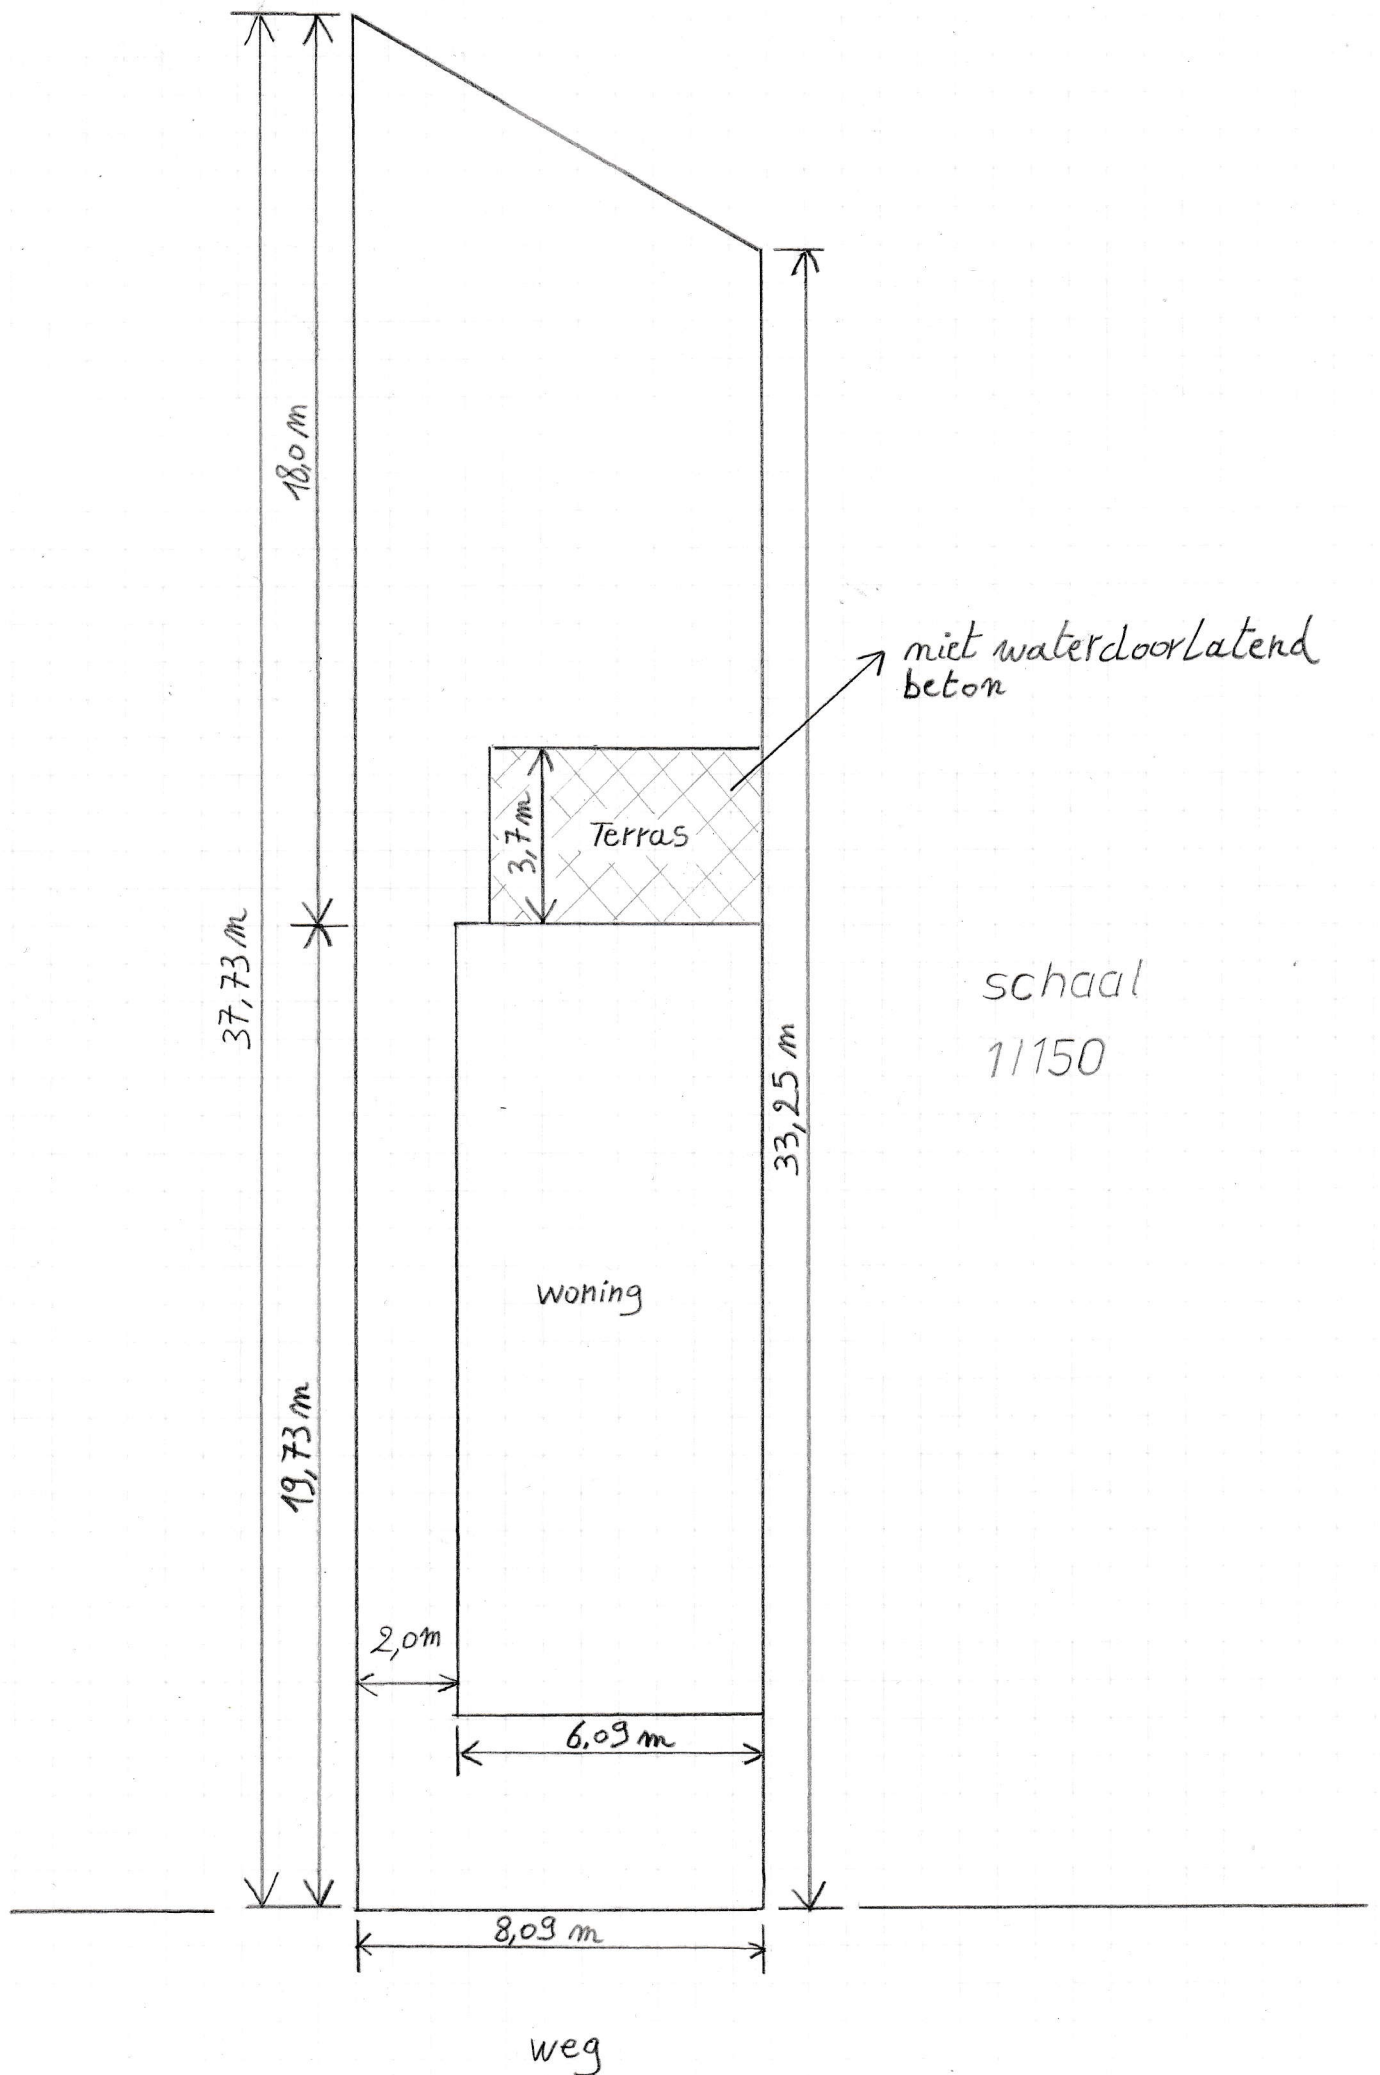 18,0 m
niet waterdoorlatend
beton
3,7 m
Terras
37,73 m
schaal
1/150
33,25 m
woning
19,73 m
2,0m
6,09 m
8,09 m
weg